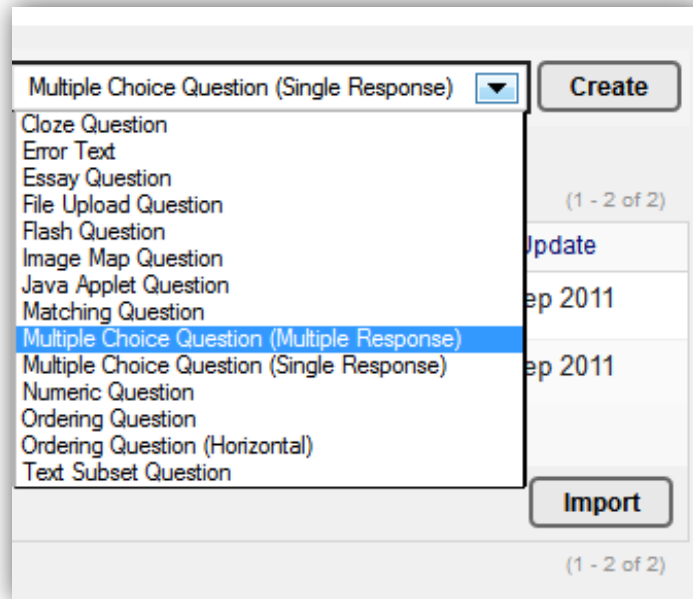 Multiple Choice Question (Single Response)
Create
Cloze Question
Error Text
Essay Question
File Upload Question
(1 - 2 of 2)
Flash Question
Image Map Question
Update
Java Applet Question
Matching Question
ep 2011
Multiple Choice Question (Multiple Response)
Multiple Choice Question (Single Response)
ep 2011
Numeric Question
Ordering Question
Ordering Question (Horizontal)
Text Subset Question
Import
(1 - 2 of 2)